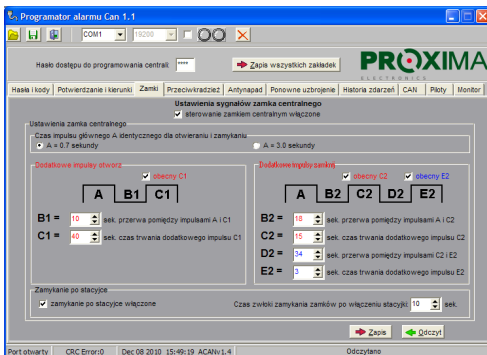 Programator alarmu Can 1.1
COM1 19200
Hasło dostępu do programowania centrali: ****
Zapis wszystkich zakładek
PROXIMA
ELECTRONICS
Hasła i kody Potwierdzanie i kierunki Zamki Przeciwkradzież Antynapad Ponowne uzbrojenie Historia zdarzeń CAN Piloty Monitor
Ustawienia sygnałów zamka centralnego
sterowanie zamkiem centralnym włączone
Ustawienia zamka centralnego
Czas impulsu głównego A identycznego dla otwierania i zamykaniu
A = 0.7 sekundy A = 3.0 sekundy
Dodatkowe impulsy otworz
obecny C1
A B1 C1
B1 = 10 sek. przerwa pomiędzy impulsami A i C1
C1 = 40 sek. czas trwania dodatkowego impulsu C1
Dodatkowe impulsy zamknij
obecny C2 obecny E2
A B2 C2 D2 E2
B2 = 18 sek. przerwa pomiędzy impulsami A i C2
C2 = 15 sek. czas trwania dodatkowego impulsu C2
D2 = 34 sek. przerwa pomiędzy impulsami C2 i E2
E2 = 3 sek. czas trwania dodatkowego impulsu E2
Zamykanie po stacyjce
zamykanie po stacyjce włączone Czas zwłoki zamykania zamków po włączeniu stacyjki: 10 sek.
Zapis Odczyt
Port otwarty CRC Error:0 Dec 08 2010 15:49:19 ACANv1.4 Odczytano